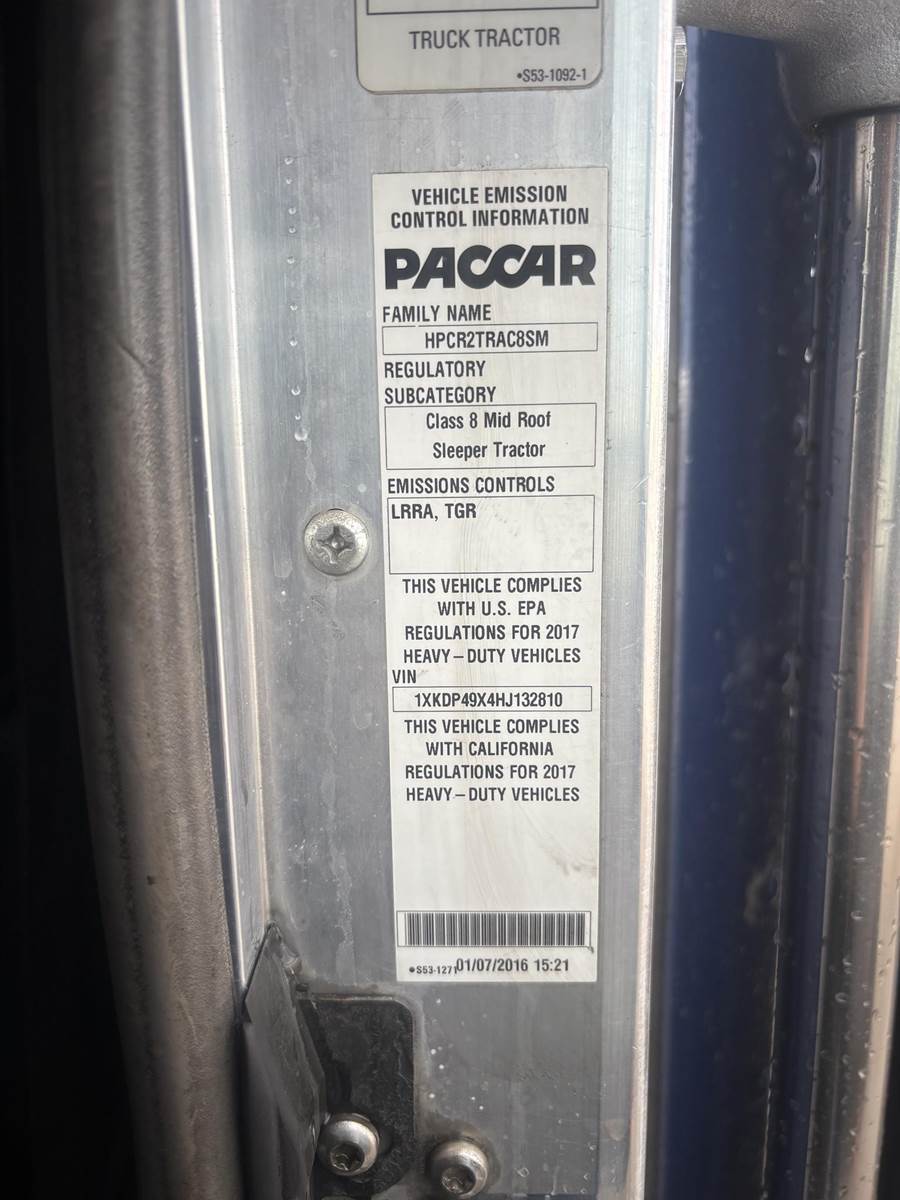 TRUCK TRACTOR
•S53-1092-1
VEHICLE EMISSION
CONTROL INFORMATION
PACCAR
FAMILY NAME
HPCR2TRAC8SM
REGULATORY
SUBCATEGORY
Class 8 Mid Roof
Sleeper Tractor
EMISSIONS CONTROLS
LRRA, TGR
THIS VEHICLE COMPLIES
WITH U.S. EPA
REGULATIONS FOR 2017
HEAVY–DUTY VEHICLES
VIN
1XKDP49X4HJ132810
THIS VEHICLE COMPLIES
WITH CALIFORNIA
REGULATIONS FOR 2017
HEAVY–DUTY VEHICLES
•S53-1271 01/07/2016 15:21